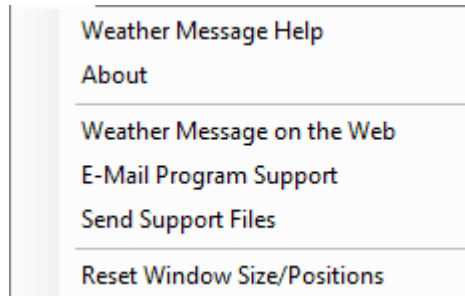 Weather Message Help
About
Weather Message on the Web
E-Mail Program Support
Send Support Files
Reset Window Size/Positions